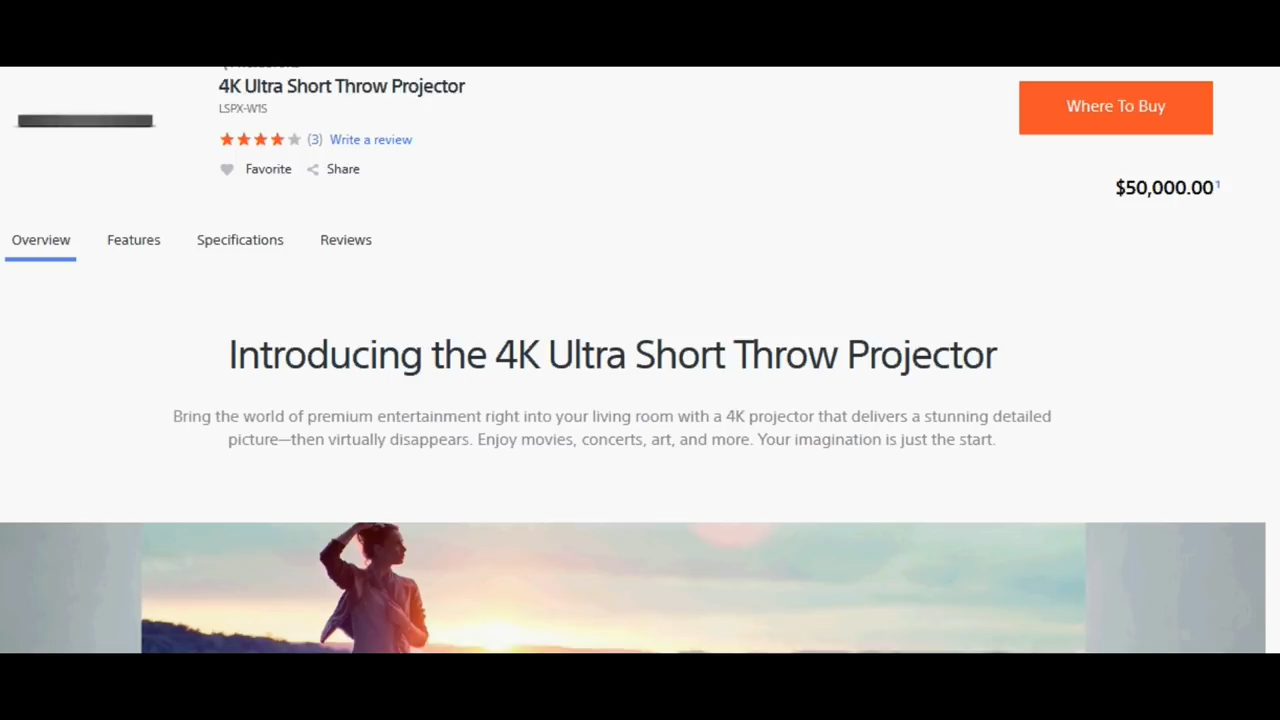 4K Ultra Short Throw Projector
LSPX-W1S
(3) Write a review
Favorite Share
Where To Buy
$50,000.00¹
Overview Features Specifications Reviews
Introducing the 4K Ultra Short Throw Projector
Bring the world of premium entertainment right into your living room with a 4K projector that delivers a stunning detailed
picture—then virtually disappears. Enjoy movies, concerts, art, and more. Your imagination is just the start.